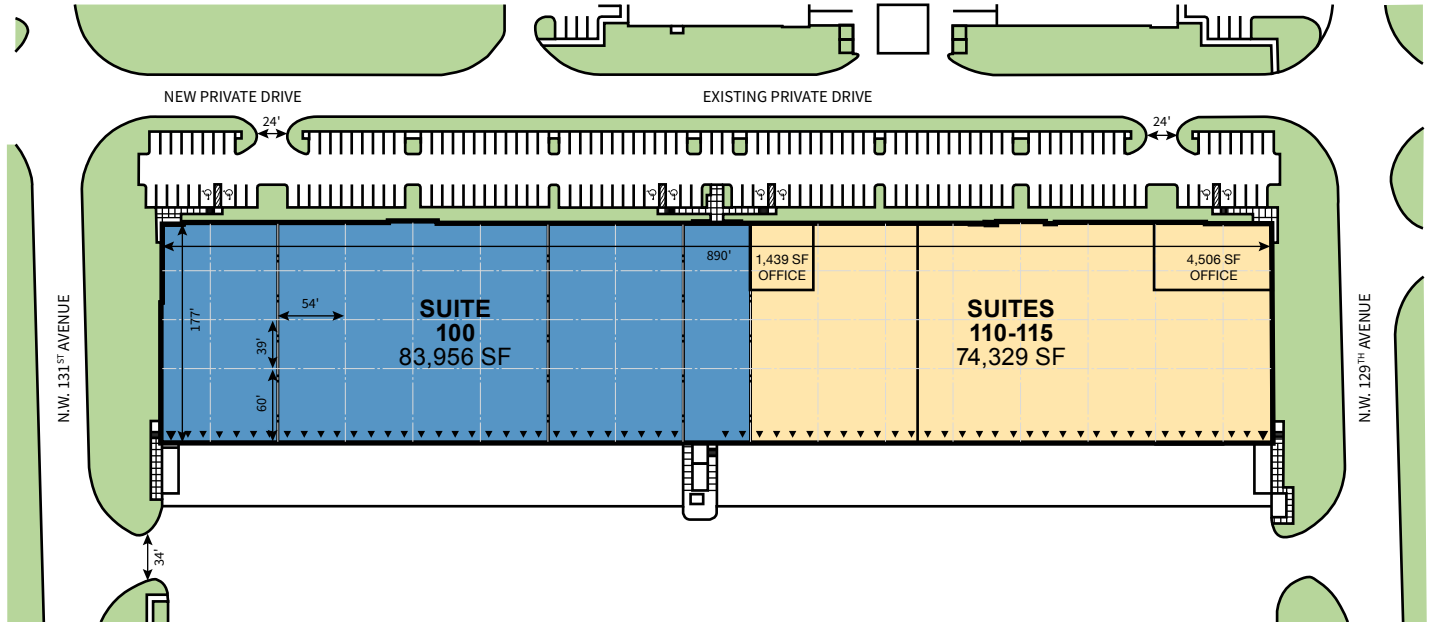 NEW PRIVATE DRIVE
EXISTING PRIVATE DRIVE
24'
24'
890'
1,439 SF
OFFICE
4,506 SF
OFFICE
177'
54'
39'
60'
SUITE
100
83,956 SF
SUITES
110-115
74,329 SF
N.W. 131ST AVENUE
N.W. 129TH AVENUE
34'